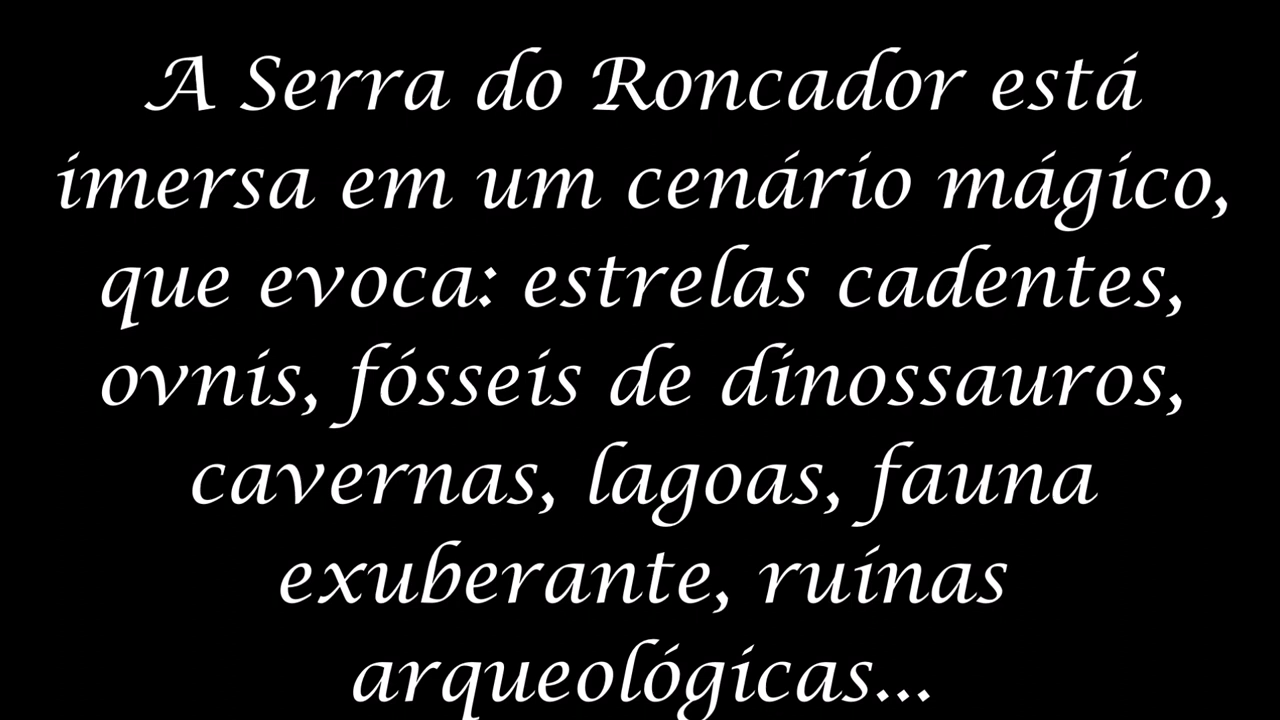 A Serra do Roncador está
imersa em um cenário mágico,
que evoca: estrelas cadentes,
ovnis, fósseis de dinossauros,
cavernas, lagoas, fauna
exuberante, ruínas
arqueológicas...